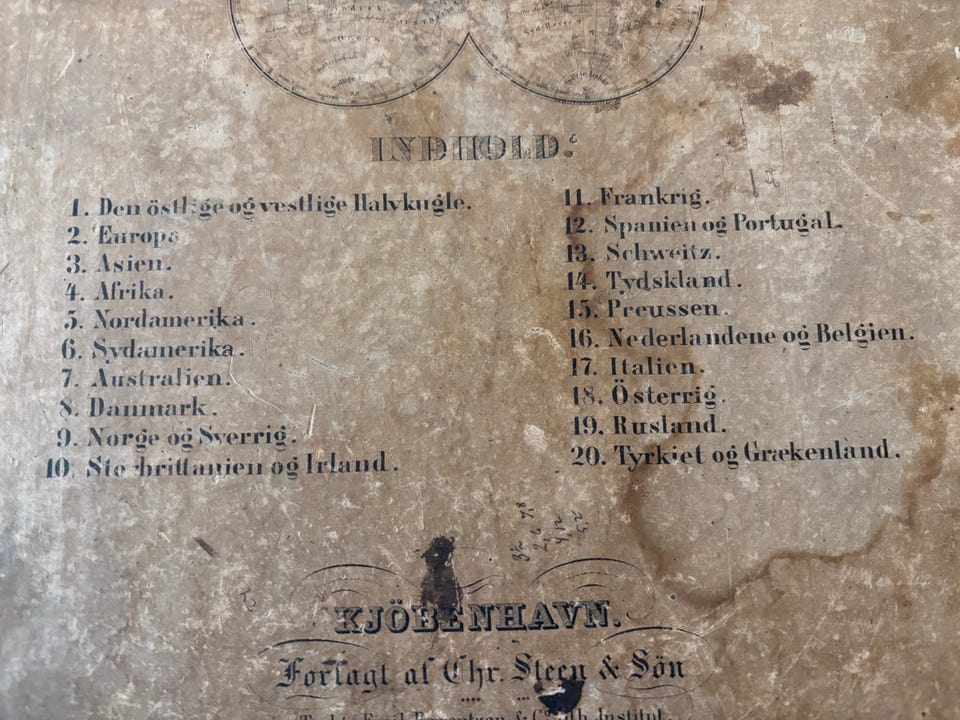 INDHOLD.
1. Den östlige og vestlige Halvkugle.
2. Europa
3. Asien.
4. Afrika.
5. Nordamerika.
6. Sydamerika.
7. Australien.
8. Danmark.
9. Norge og Sverrig.
10. Storbrittanien og Irland.
11. Frankrig.
12. Spanien og Portugal.
13. Schweitz.
14. Tydskland.
15. Preussen.
16. Nederlandene og Belgien.
17. Italien.
18. Österrig.
19. Rusland.
20. Tyrkiet og Grækenland.
KJÖBENHAVN.
Forlagt af Chr. Steen & Sön